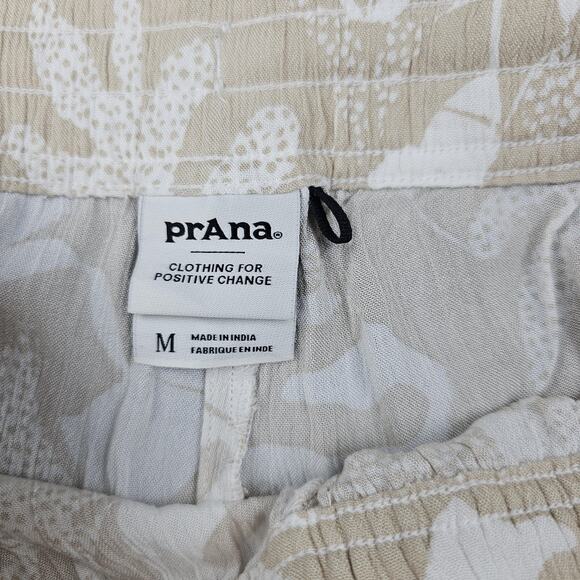 prAna®
CLOTHING FOR
POSITIVE CHANGE
M
MADE IN INDIA
FABRIQUE EN INDE